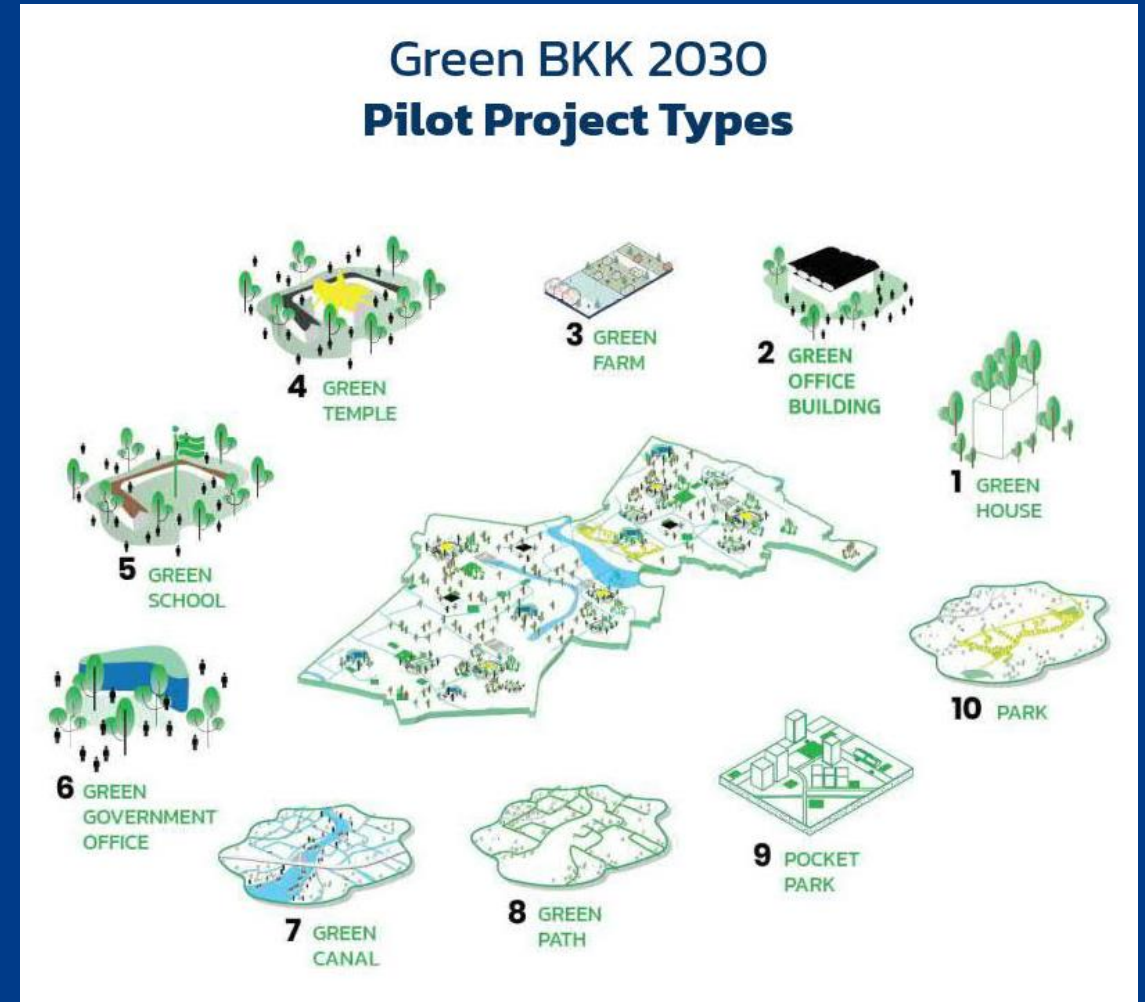 Green BKK 2030
Pilot Project Types
4 GREEN
TEMPLE
3 GREEN
FARM
2 GREEN
OFFICE
BUILDING
1 GREEN
HOUSE
5 GREEN
SCHOOL
10 PARK
6 GREEN
GOVERNMENT
OFFICE
7 GREEN
CANAL
8 GREEN
PATH
9 POCKET
PARK